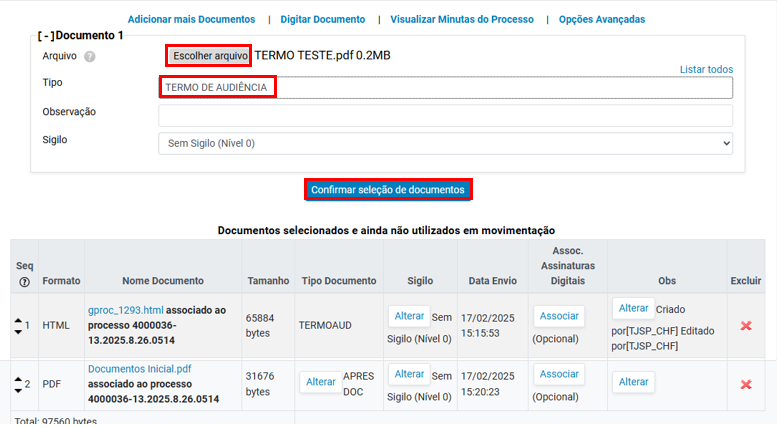 Adicionar mais Documentos | Digitar Documento | Visualizar Minutas do Processo | Opções Avançadas
[ - ] Documento 1
Arquivo ? Escolher arquivo TERMO TESTE.pdf 0.2MB
Listar todos
Tipo TERMO DE AUDIÊNCIA
Observação
Sigilo Sem Sigilo (Nível 0)
Confirmar seleção de documentos
Documentos selecionados e ainda não utilizados em movimentação
Seq ? Formato Nome Documento Tamanho Tipo Documento Sigilo Data Envio Assoc. Assinaturas Digitais Obs Excluir
1 HTML gproc_1293.html associado ao processo 4000036-13.2025.8.26.0514 65884 bytes TERMOAUD Alterar Sem Sigilo (Nível 0) 17/02/2025 15:15:53 Associar (Opcional) Alterar Criado por[TJSP_CHF] Editado por[TJSP_CHF]
2 PDF Documentos Inicial.pdf associado ao processo 4000036-13.2025.8.26.0514 31676 bytes Alterar APRES DOC Alterar Sem Sigilo (Nível 0) 17/02/2025 15:20:23 Associar (Opcional) Alterar
Total: 97560 bytes